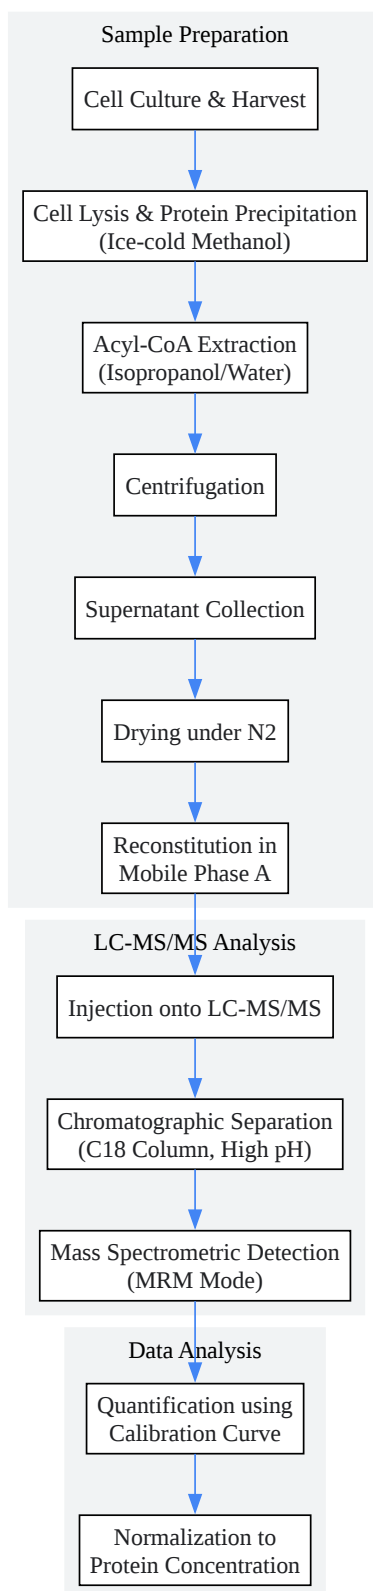 Sample Preparation
Cell Culture & Harvest
Cell Lysis & Protein Precipitation
(Ice-cold Methanol)
Acyl-CoA Extraction
(Isopropanol/Water)
Centrifugation
Supernatant Collection
Drying under N2
Reconstitution in
Mobile Phase A
LC-MS/MS Analysis
Injection onto LC-MS/MS
Chromatographic Separation
(C18 Column, High pH)
Mass Spectrometric Detection
(MRM Mode)
Data Analysis
Quantification using
Calibration Curve
Normalization to
Protein Concentration